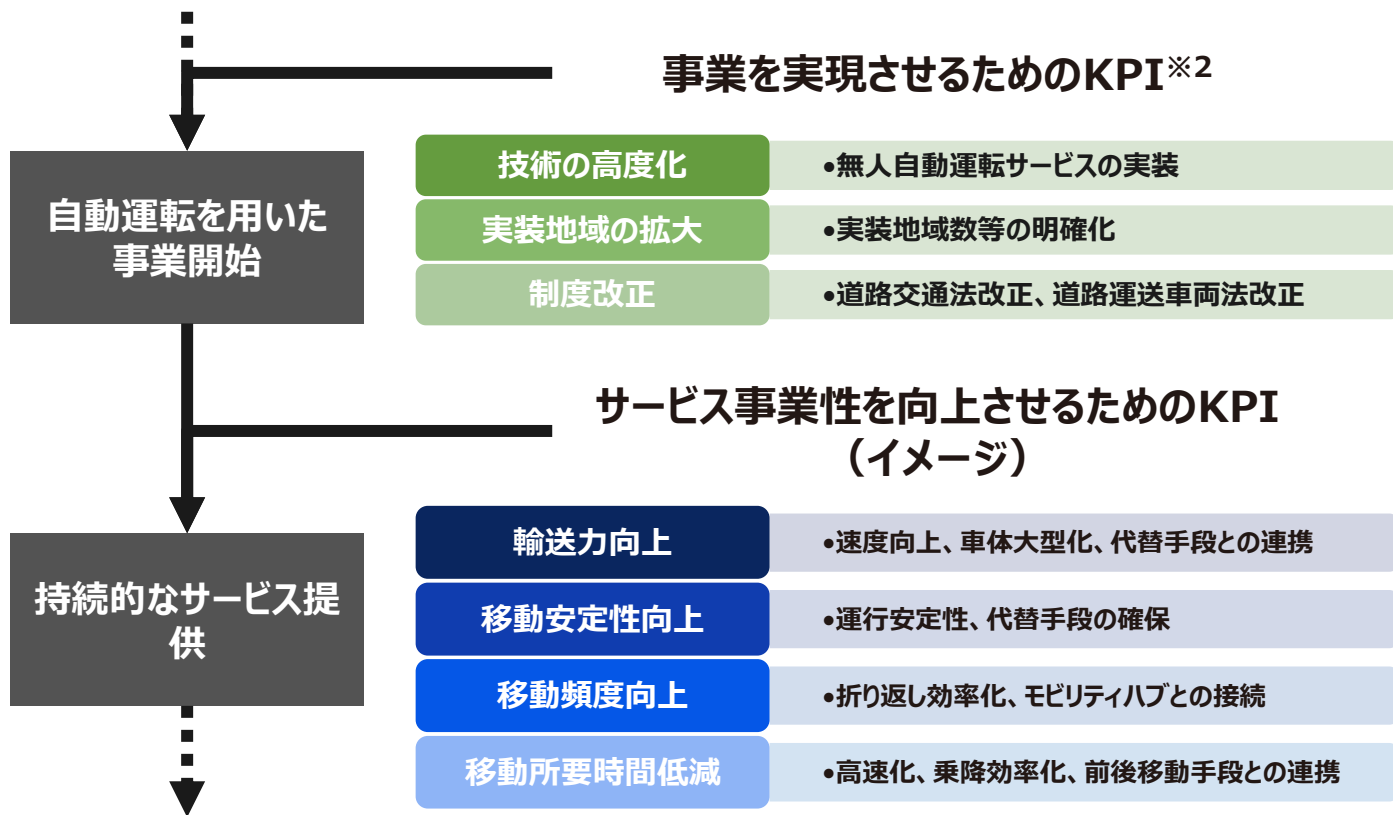 事業を実現させるためのKPI※2
自動運転を用いた
事業開始
技術の高度化
•無人自動運転サービスの実装
実装地域の拡大
•実装地域数等の明確化
制度改正
•道路交通法改正、道路運送車両法改正
サービス事業性を向上させるためのKPI
（イメージ）
持続的なサービス提
供
輸送力向上
•速度向上、車体大型化、代替手段との連携
移動安定性向上
•運行安定性、代替手段の確保
移動頻度向上
•折り返し効率化、モビリティハブとの接続
移動所要時間低減
•高速化、乗降効率化、前後移動手段との連携